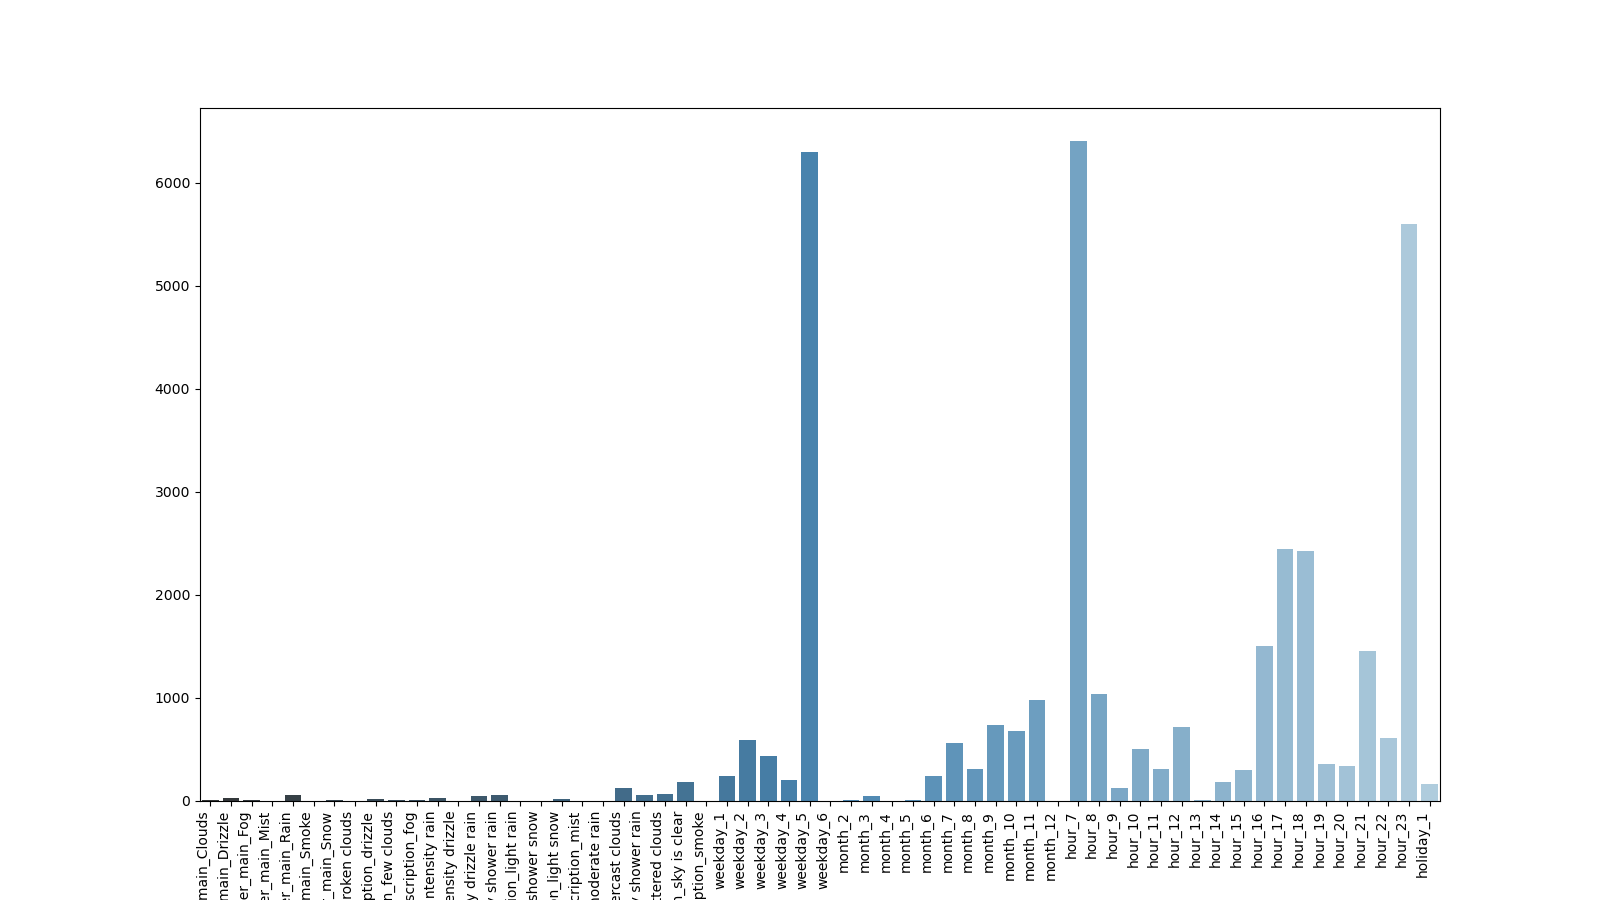 6000
5000
4000
3000
2000
1000
0
main_Clouds
main_Drizzle
er_main_Fog
er_main_Mist
er_main_Rain
main_Smoke
_main_Snow
roken clouds
ption_drizzle
n_few clouds
scription_fog
ntensity rain
ensity drizzle
y drizzle rain
y shower rain
ion_light rain
shower snow
on_light snow
cription_mist
noderate rain
ercast clouds
y shower rain
ttered clouds
n_sky is clear
ption_smoke
weekday_1
weekday_2
weekday_3
weekday_4
weekday_5
weekday_6
month_2
month_3
month_4
month_5
month_6
month_7
month_8
month_9
month_10
month_11
month_12
hour_7
hour_8
hour_9
hour_10
hour_11
hour_12
hour_13
hour_14
hour_15
hour_16
hour_17
hour_18
hour_19
hour_20
hour_21
hour_22
hour_23
holiday_1